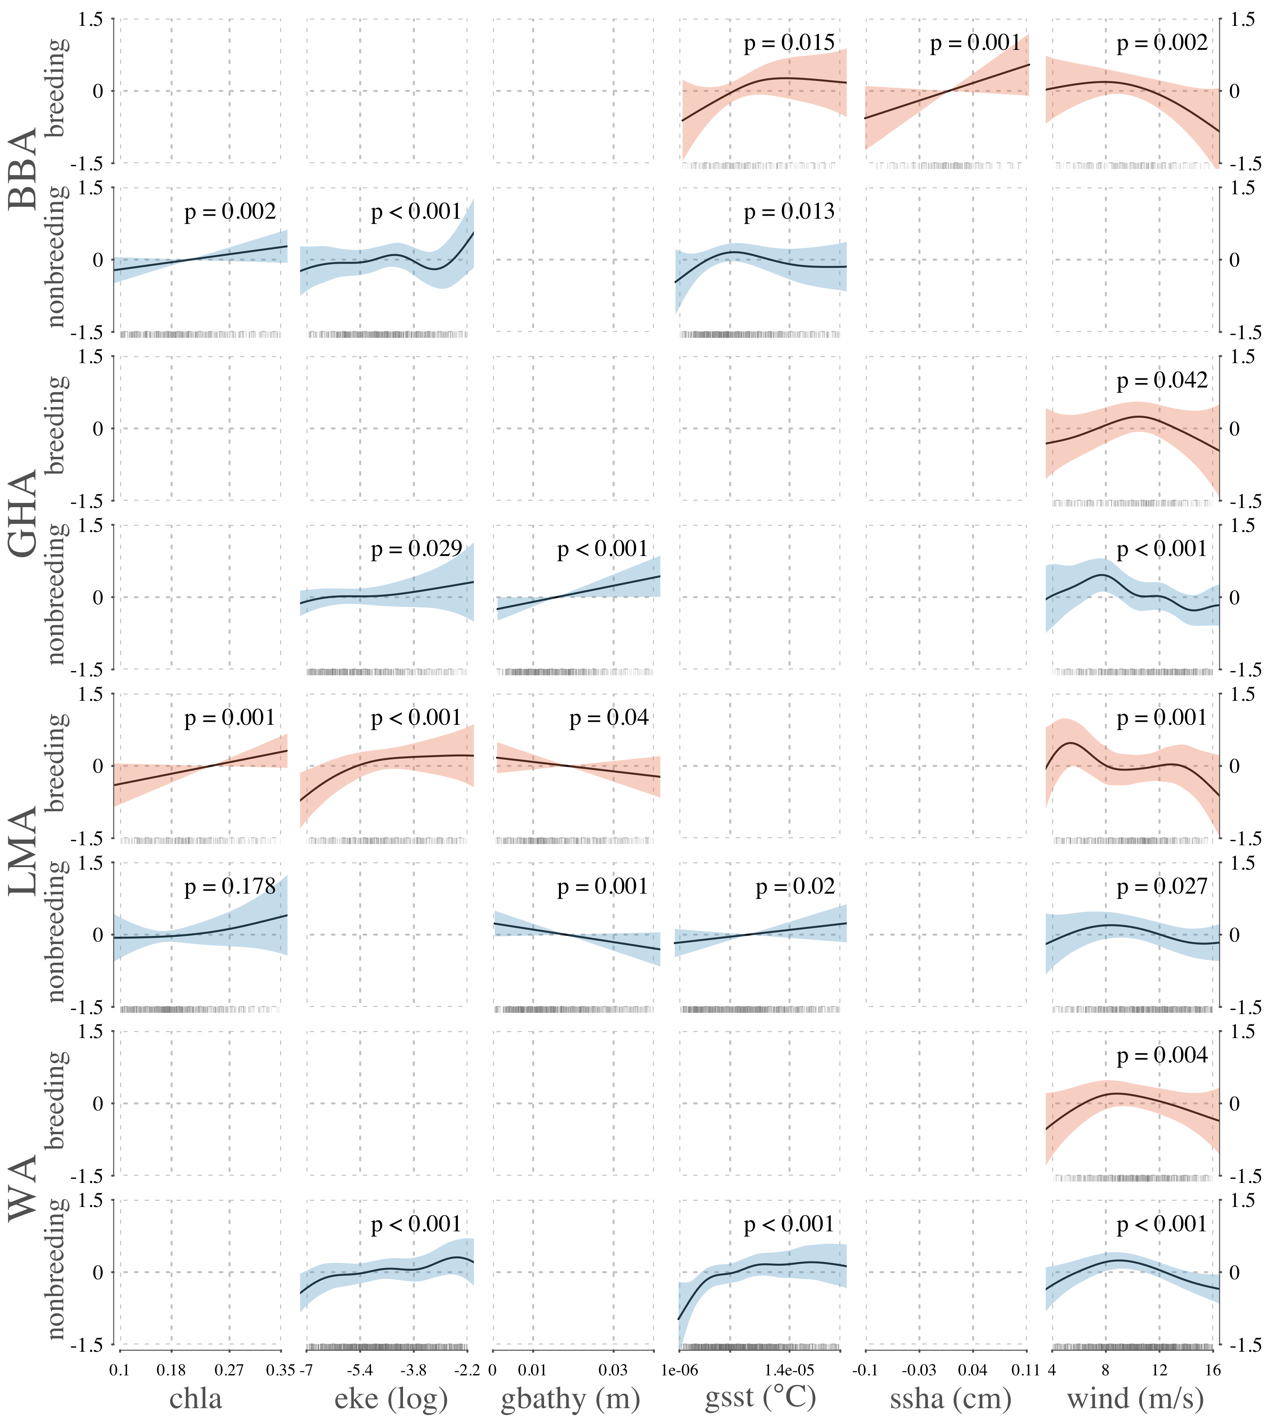 BBA
breeding
1.5
0
-1.5
p = 0.015
p = 0.001
p = 0.002
1.5
0
-1.5
nonbreeding
1.5
0
-1.5
p = 0.002
p < 0.001
p = 0.013
1.5
0
-1.5
GHA
breeding
1.5
0
-1.5
p = 0.042
1.5
0
-1.5
nonbreeding
1.5
0
-1.5
p = 0.029
p < 0.001
p < 0.001
1.5
0
-1.5
LMA
breeding
1.5
0
-1.5
p = 0.001
p < 0.001
p = 0.04
p = 0.001
1.5
0
-1.5
nonbreeding
1.5
0
-1.5
p = 0.178
p = 0.001
p = 0.02
p = 0.027
1.5
0
-1.5
WA
breeding
1.5
0
-1.5
p = 0.004
1.5
0
-1.5
nonbreeding
1.5
0
-1.5
p < 0.001
p < 0.001
p < 0.001
1.5
0
-1.5
0.1 0.18 0.27 0.35
-7 -5.4 -3.8 -2.2
0 0.01 0.03
1e-06 1.4e-05
-0.1 -0.03 0.04 0.11
4 8 12 16
chla
eke (log)
gbathy (m)
gsst (°C)
ssha (cm)
wind (m/s)